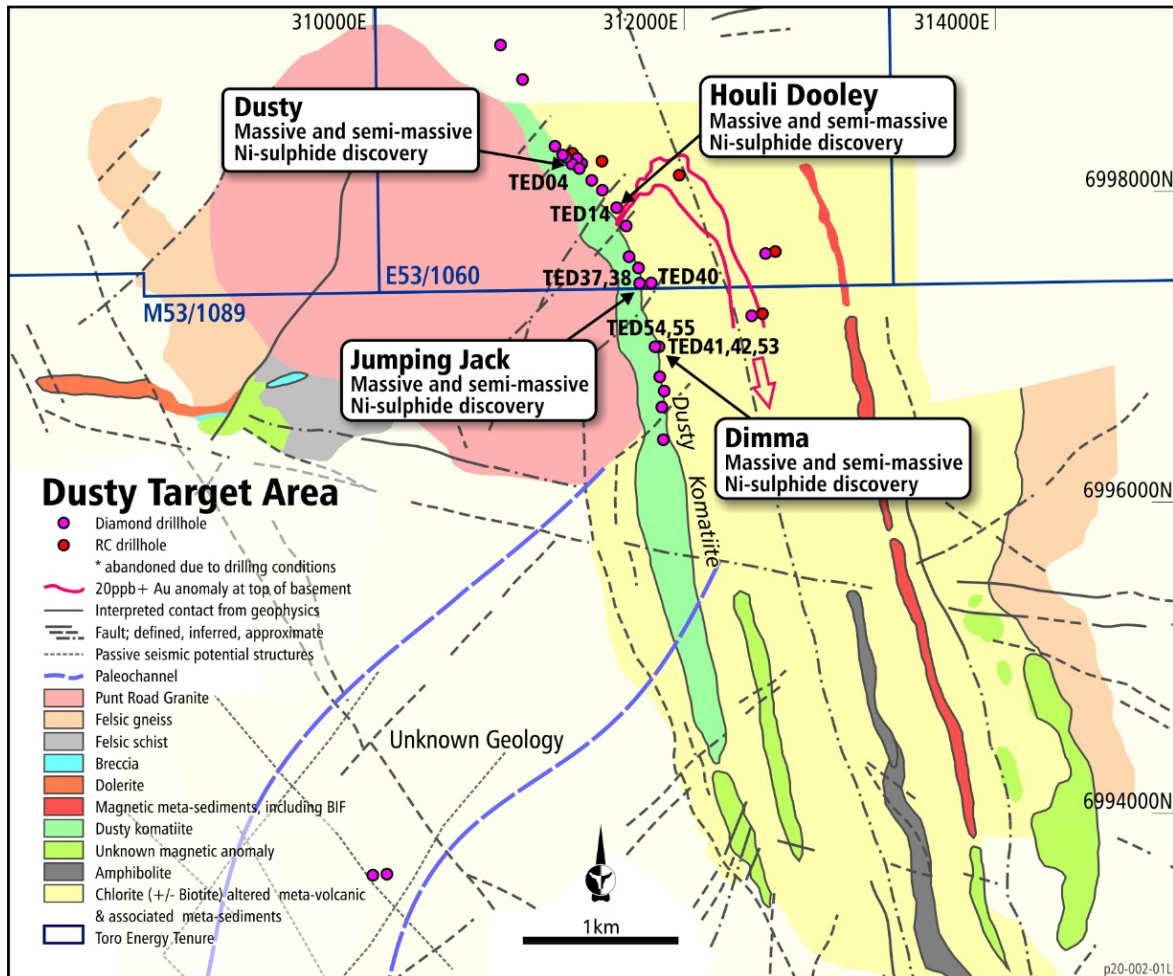 310000E
312000E
314000E
Dusty
Massive and semi-massive
Ni-sulphide discovery
Houli Dooley
Massive and semi-massive
Ni-sulphide discovery
TED04
6998000N
TED14
E53/1060
TED37,38
TED40
M53/1089
TED54,55
Jumping Jack
Massive and semi-massive
Ni-sulphide discovery
TED41,42,53
Dusty
Komatiite
Dimma
Massive and semi-massive
Ni-sulphide discovery
6996000N
Dusty Target Area
Diamond drillhole
RC drillhole
* abandoned due to drilling conditions
20ppb+ Au anomaly at top of basement
Interpreted contact from geophysics
Fault; defined, inferred, approximate
Passive seismic potential structures
Paleochannel
Punt Road Granite
Felsic gneiss
Felsic schist
Breccia
Dolerite
Magnetic meta-sediments, including BIF
Dusty komatiite
Unknown magnetic anomaly
Amphibolite
Chlorite (+/- Biotite) altered meta-volcanic
& associated meta-sediments
Toro Energy Tenure
Unknown Geology
6994000N
1km
p20-002-01L